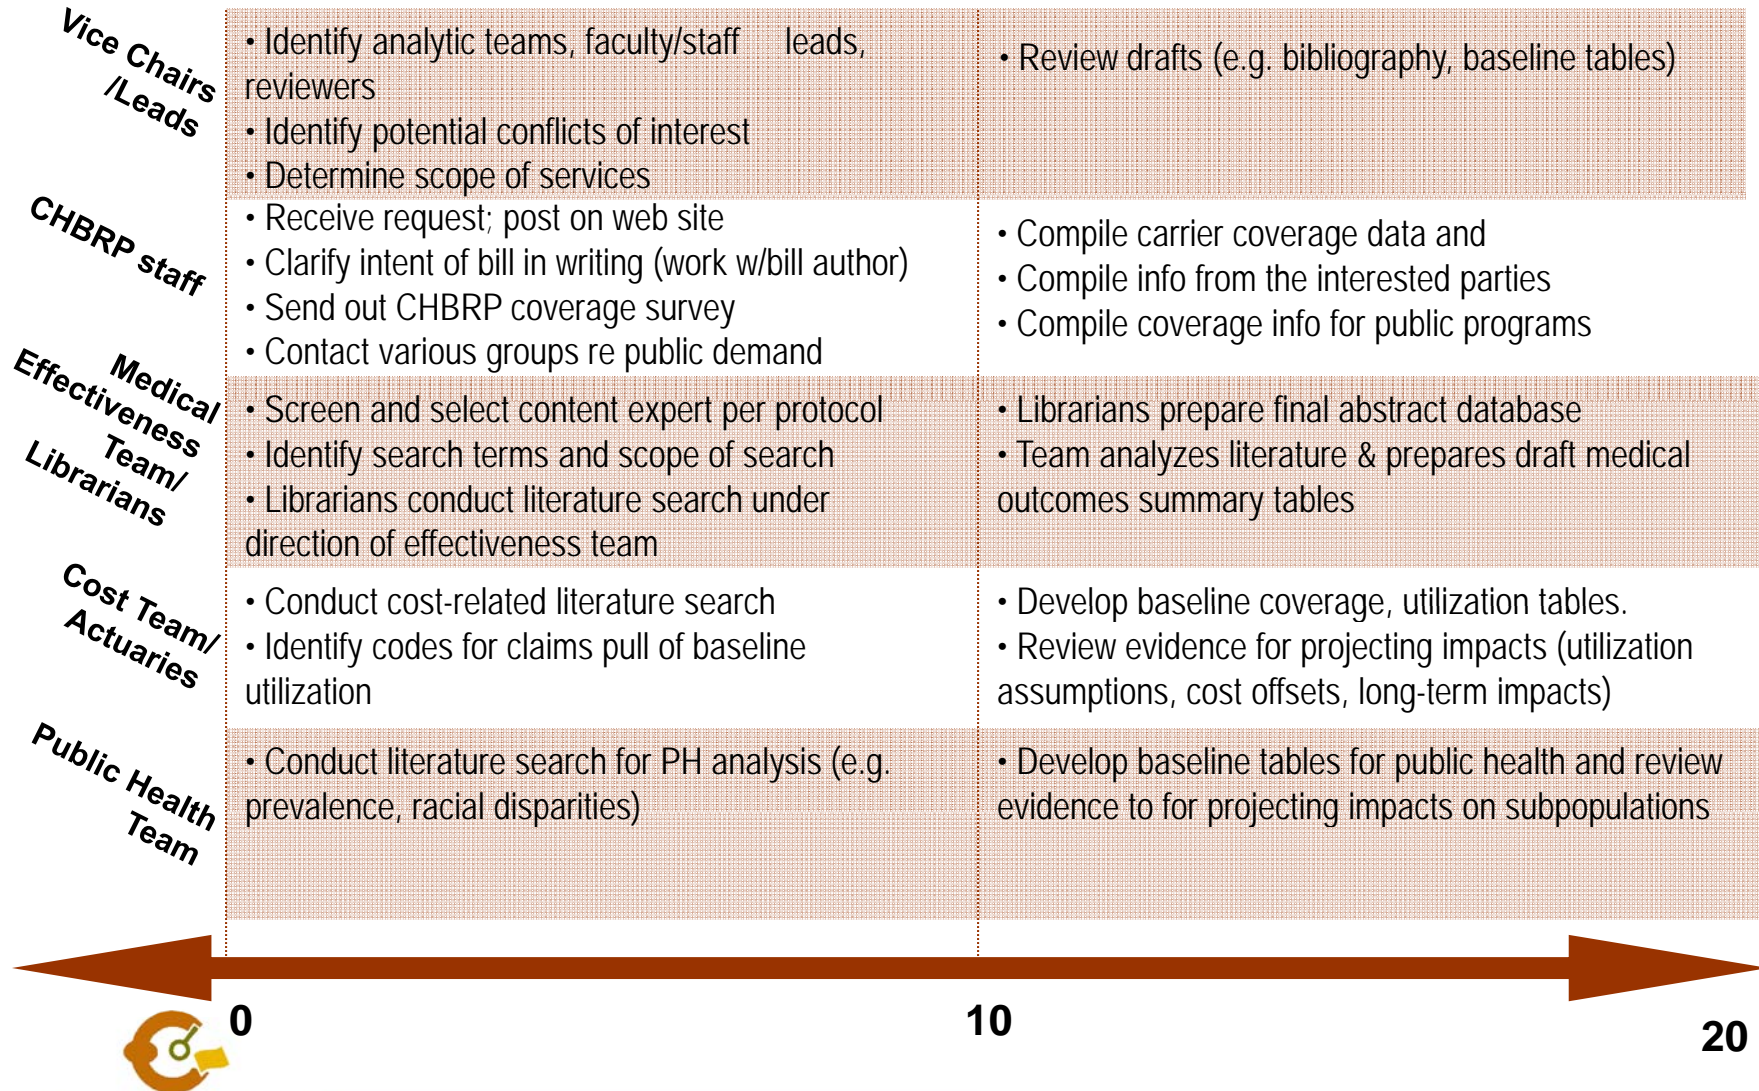 Vice Chairs
/Leads
• Identify analytic teams, faculty/staff leads,
reviewers
• Identify potential conflicts of interest
• Determine scope of services
• Review drafts (e.g. bibliography, baseline tables)
CHBRP staff
• Receive request; post on web site
• Clarify intent of bill in writing (work w/bill author)
• Send out CHBRP coverage survey
• Contact various groups re public demand
• Compile carrier coverage data and
• Compile info from the interested parties
• Compile coverage info for public programs
Medical
Effectiveness
Team/
Librarians
• Screen and select content expert per protocol
• Identify search terms and scope of search
• Librarians conduct literature search under
direction of effectiveness team
• Librarians prepare final abstract database
• Team analyzes literature & prepares draft medical
outcomes summary tables
Cost Team/
Actuaries
• Conduct cost-related literature search
• Identify codes for claims pull of baseline
utilization
• Develop baseline coverage, utilization tables.
• Review evidence for projecting impacts (utilization
assumptions, cost offsets, long-term impacts)
Public Health
Team
• Conduct literature search for PH analysis (e.g.
prevalence, racial disparities)
• Develop baseline tables for public health and review
evidence to for projecting impacts on subpopulations
0
10
20